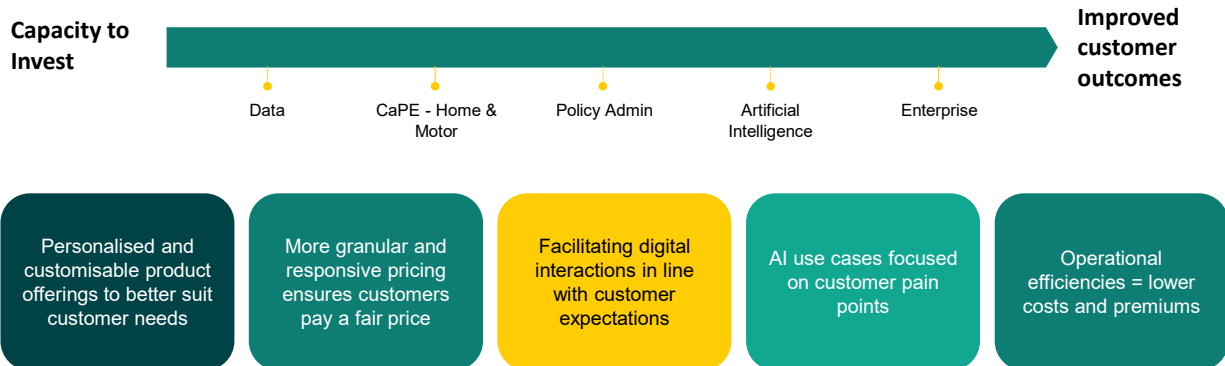 Capacity to
Invest
Improved
customer
outcomes
Data
CaPE - Home &
Motor
Policy Admin
Artificial
Intelligence
Enterprise
Personalised and
customisable product
offerings to better suit
customer needs
More granular and
responsive pricing
ensures customers
pay a fair price
Facilitating digital
interactions in line
with customer
expectations
AI use cases focused
on customer pain
points
Operational
efficiencies = lower
costs and premiums